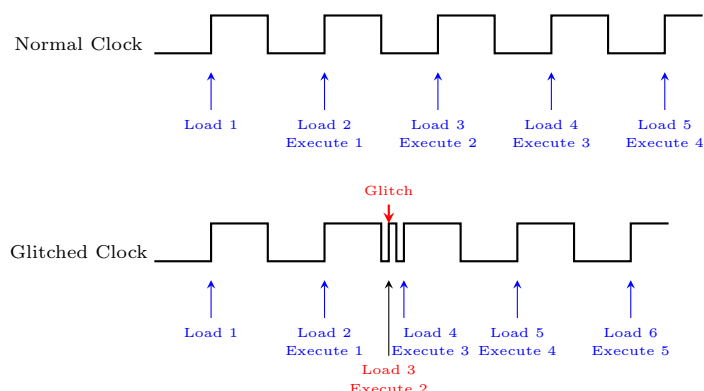 Normal Clock
Load 1
Load 2
Execute 1
Load 3
Execute 2
Load 4
Execute 3
Load 5
Execute 4
Glitch
Glitched Clock
Load 1
Load 2
Execute 1
Load 4
Execute 3
Load 5
Execute 4
Load 6
Execute 5
Load 3
Execute 2